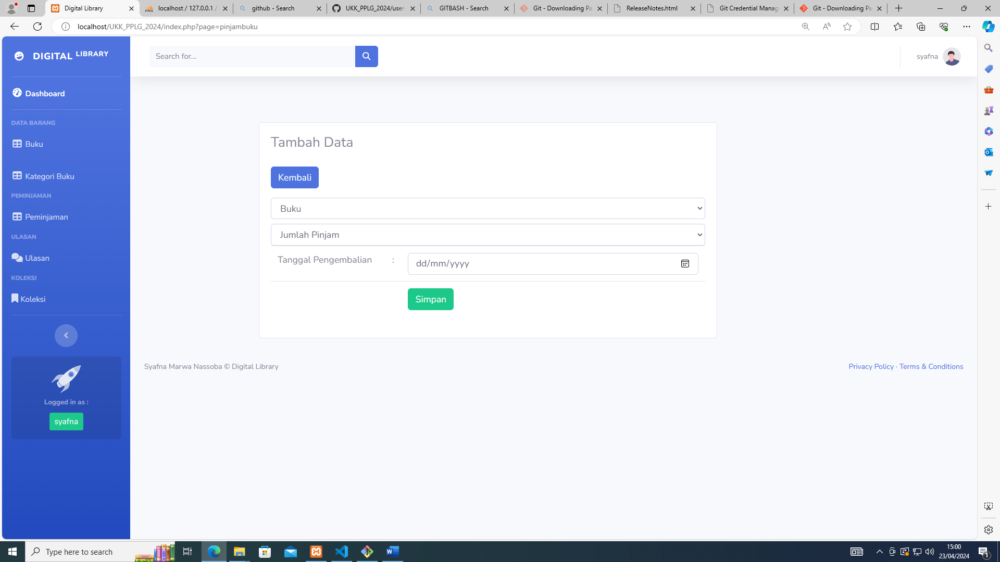 Digital Library
localhost / 127.0.0.1 /
github - Search
UKK_PPLG_2024/user-
GITBASH - Search
Git - Downloading Pa
ReleaseNotes.html
Git Credential Manag
Git - Downloading Pa
localhost/UKK_PPLG_2024/index.php?page=pinjambuku
DIGITAL LIBRARY
Search for...
syafna
Dashboard
DATA BARANG
Buku
Kategori Buku
PEMINJAMAN
Peminjaman
ULASAN
Ulasan
KOLEKSI
Koleksi
Logged in as :
syafna
Tambah Data
Kembali
Buku
Jumlah Pinjam
Tanggal Pengembalian : dd/mm/yyyy
Simpan
Syafna Marwa Nassoba © Digital Library
Privacy Policy · Terms & Conditions
Type here to search
15:00
23/04/2024
1